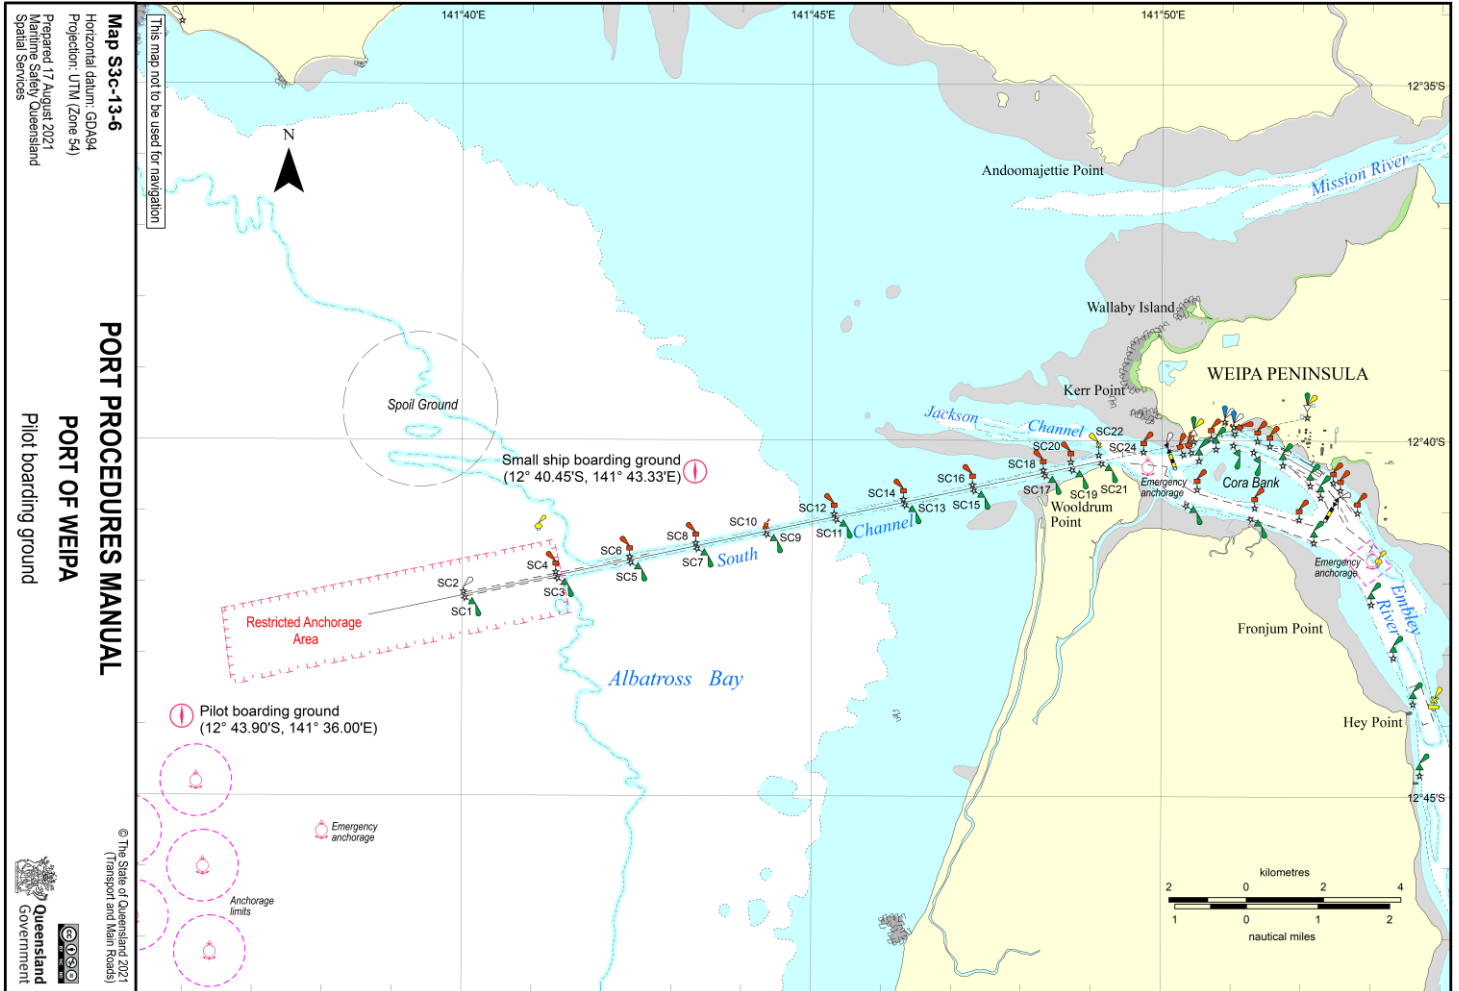 141°40'E
141°45'E
141°50'E
12°35'S
12°40'S
12°45'S
This map not to be used for navigation
Map S3c-13-6
Horizontal datum: GDA94
Projection: UTM (Zone 54)
Prepared 17 August 2021
Maritime Safety Queensland
Spatial Services
PORT PROCEDURES MANUAL
PORT OF WEIPA
Pilot boarding ground
© The State of Queensland 2021
(Transport and Main Roads)
Queensland
Government
N
Andoomajettie Point
Mission River
Wallaby Island
Kerr Point
WEIPA PENINSULA
Jackson
Channel
Spoil Ground
Small ship boarding ground
(12° 40.45'S, 141° 43.33'E)
SC22
SC20
SC24
SC18
SC16
SC14
SC12
SC10
SC8
SC6
SC4
SC2
SC1
SC3
SC5
SC7
SC9
SC11
SC13
SC15
SC17
SC19
SC21
South
Channel
Wooldrum
Point
Emergency
anchorage
Cora Bank
Emergency
anchorage
Embley
River
Fronjum Point
Hey Point
Restricted Anchorage
Area
Albatross Bay
Pilot boarding ground
(12° 43.90'S, 141° 36.00'E)
Emergency
anchorage
Anchorage
limits
kilometres
2 0 2 4
1 0 1 2
nautical miles